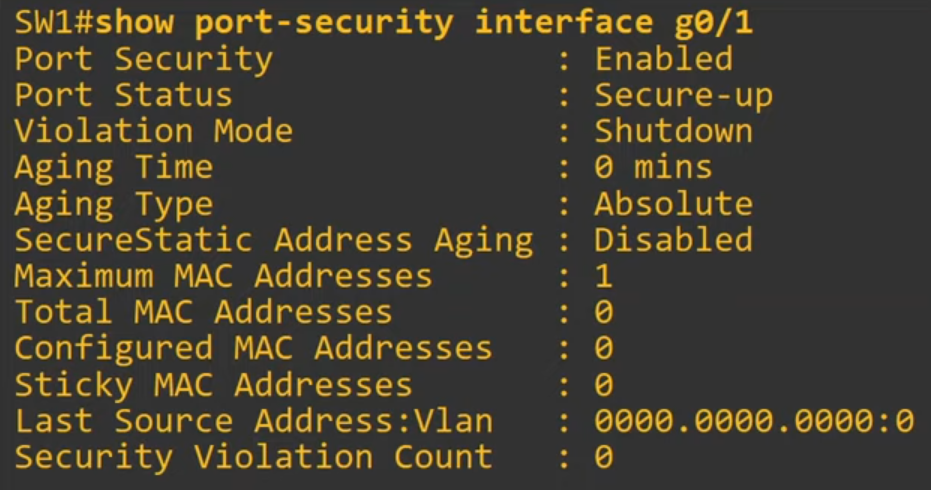 SW1#show port-security interface g0/1
Port Security              : Enabled
Port Status                : Secure-up
Violation Mode             : Shutdown
Aging Time                 : 0 mins
Aging Type                 : Absolute
SecureStatic Address Aging : Disabled
Maximum MAC Addresses      : 1
Total MAC Addresses        : 0
Configured MAC Addresses   : 0
Sticky MAC Addresses       : 0
Last Source Address:Vlan   : 0000.0000.0000:0
Security Violation Count   : 0